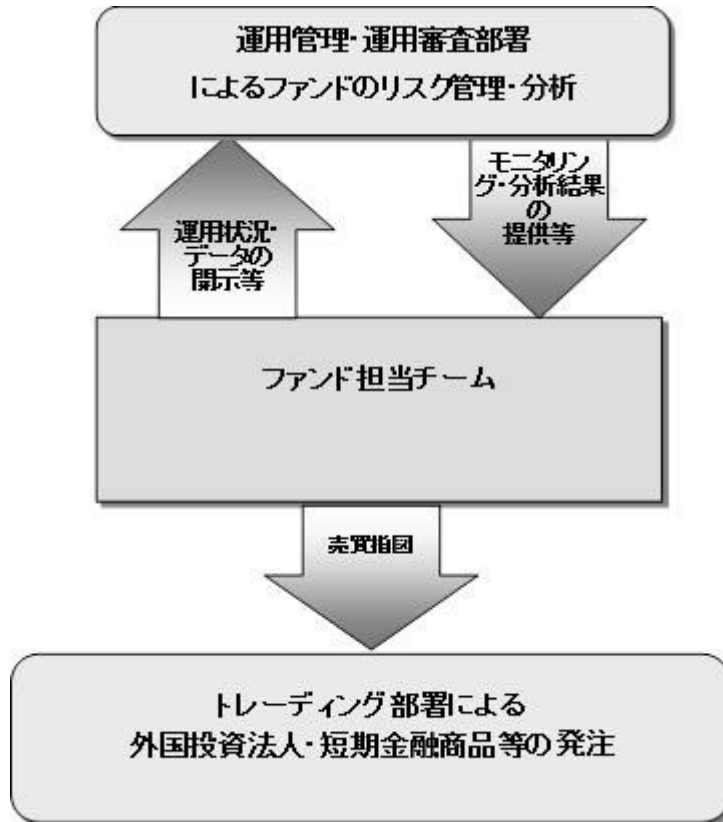 運用管理・運用審査部署
によるファンドのリスク管理・分析
モニタリン
グ・分析結果
の
提供等
運用状況・
データの
開示等
ファンド担当チーム
売買指図
トレーディング部署による
外国投資法人・短期金融商品等の発注